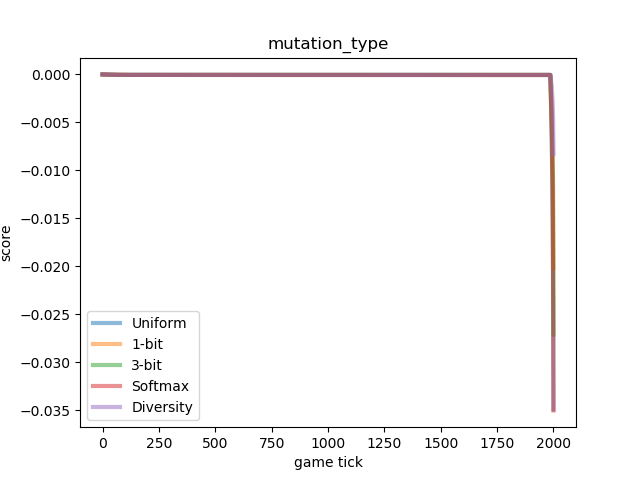 mutation_type
0.000
−0.005
−0.010
−0.015
−0.020
−0.025
−0.030
−0.035
score
Uniform
1-bit
3-bit
Softmax
Diversity
0 250 500 750 1000 1250 1500 1750 2000
game tick